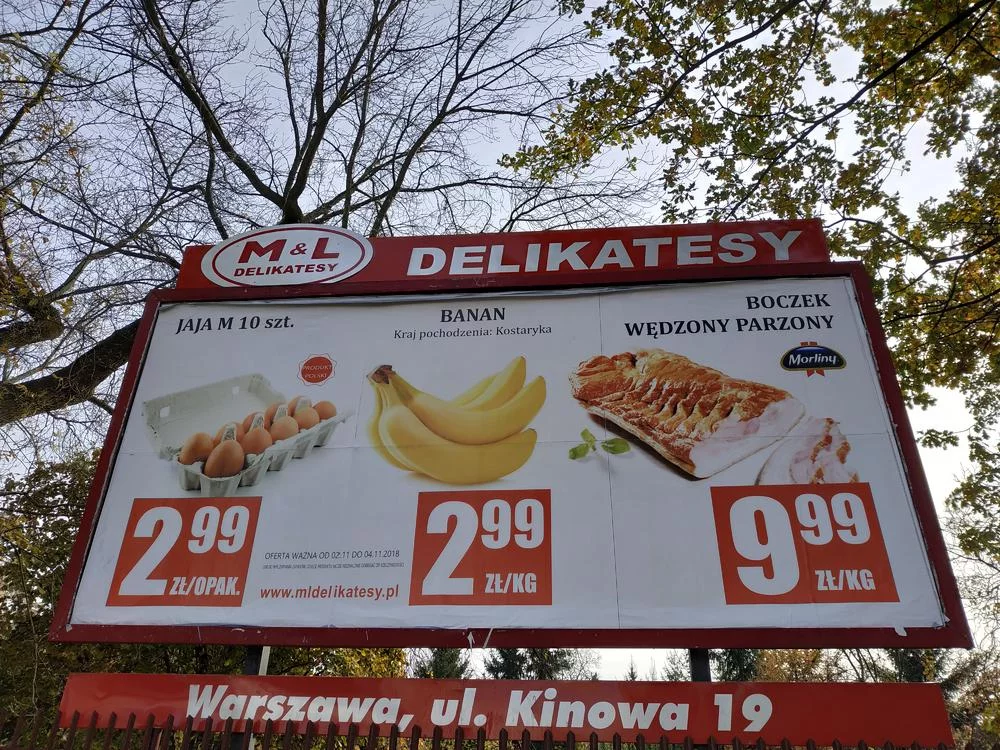 M&L
DELIKATESY
DELIKATESY
JAJA M 10 szt.
PRODUKT
POLSKI
BANAN
Kraj pochodzenia: Kostaryka
BOCZEK
WĘDZONY PARZONY
Morliny
2 99
ZŁ/OPAK.
OFERTA WAŻNA OD 02.11 DO 04.11.2018
www.mldelikatesy.pl
2 99
ZŁ/KG
9 99
ZŁ/KG
Warszawa, ul. Kinowa 19